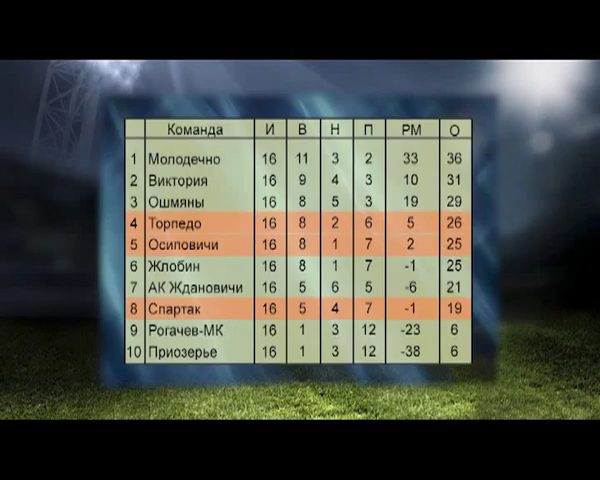 Команда И В Н П РМ О
1 Молодечно 16 11 3 2 33 36
2 Виктория 16 9 4 3 10 31
3 Ошмяны 16 8 5 3 19 29
4 Торпедо 16 8 2 6 5 26
5 Осиповичи 16 8 1 7 2 25
6 Жлобин 16 8 1 7 -1 25
7 АК Ждановичи 16 5 6 5 -6 21
8 Спартак 16 5 4 7 -1 19
9 Рогачев-МК 16 1 3 12 -23 6
10 Приозерье 16 1 3 12 -38 6